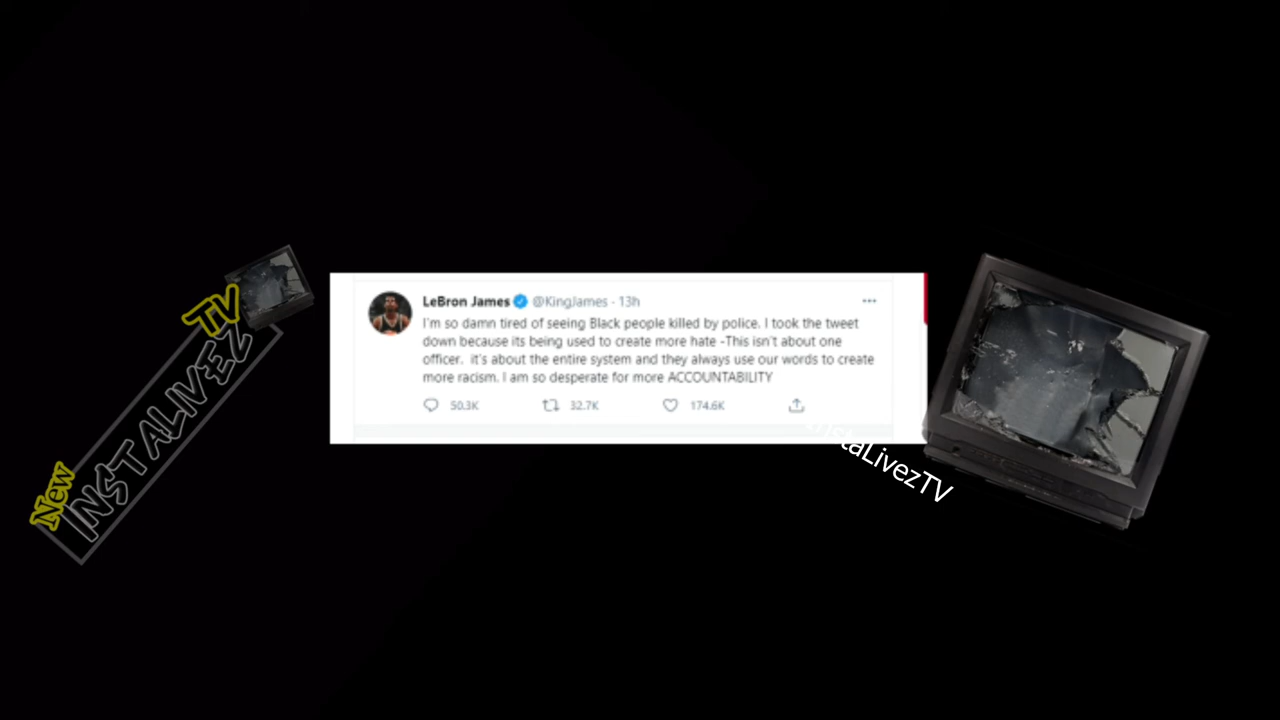 LeBron James @KingJames · 13h
I'm so damn tired of seeing Black people killed by police. I took the tweet
down because its being used to create more hate -This isn't about one
officer. it's about the entire system and they always use our words to create
more racism. I am so desperate for more ACCOUNTABILITY
50.3K 32.7K 174.6K
New
INSTALIVEZ
TV
staLivezTV